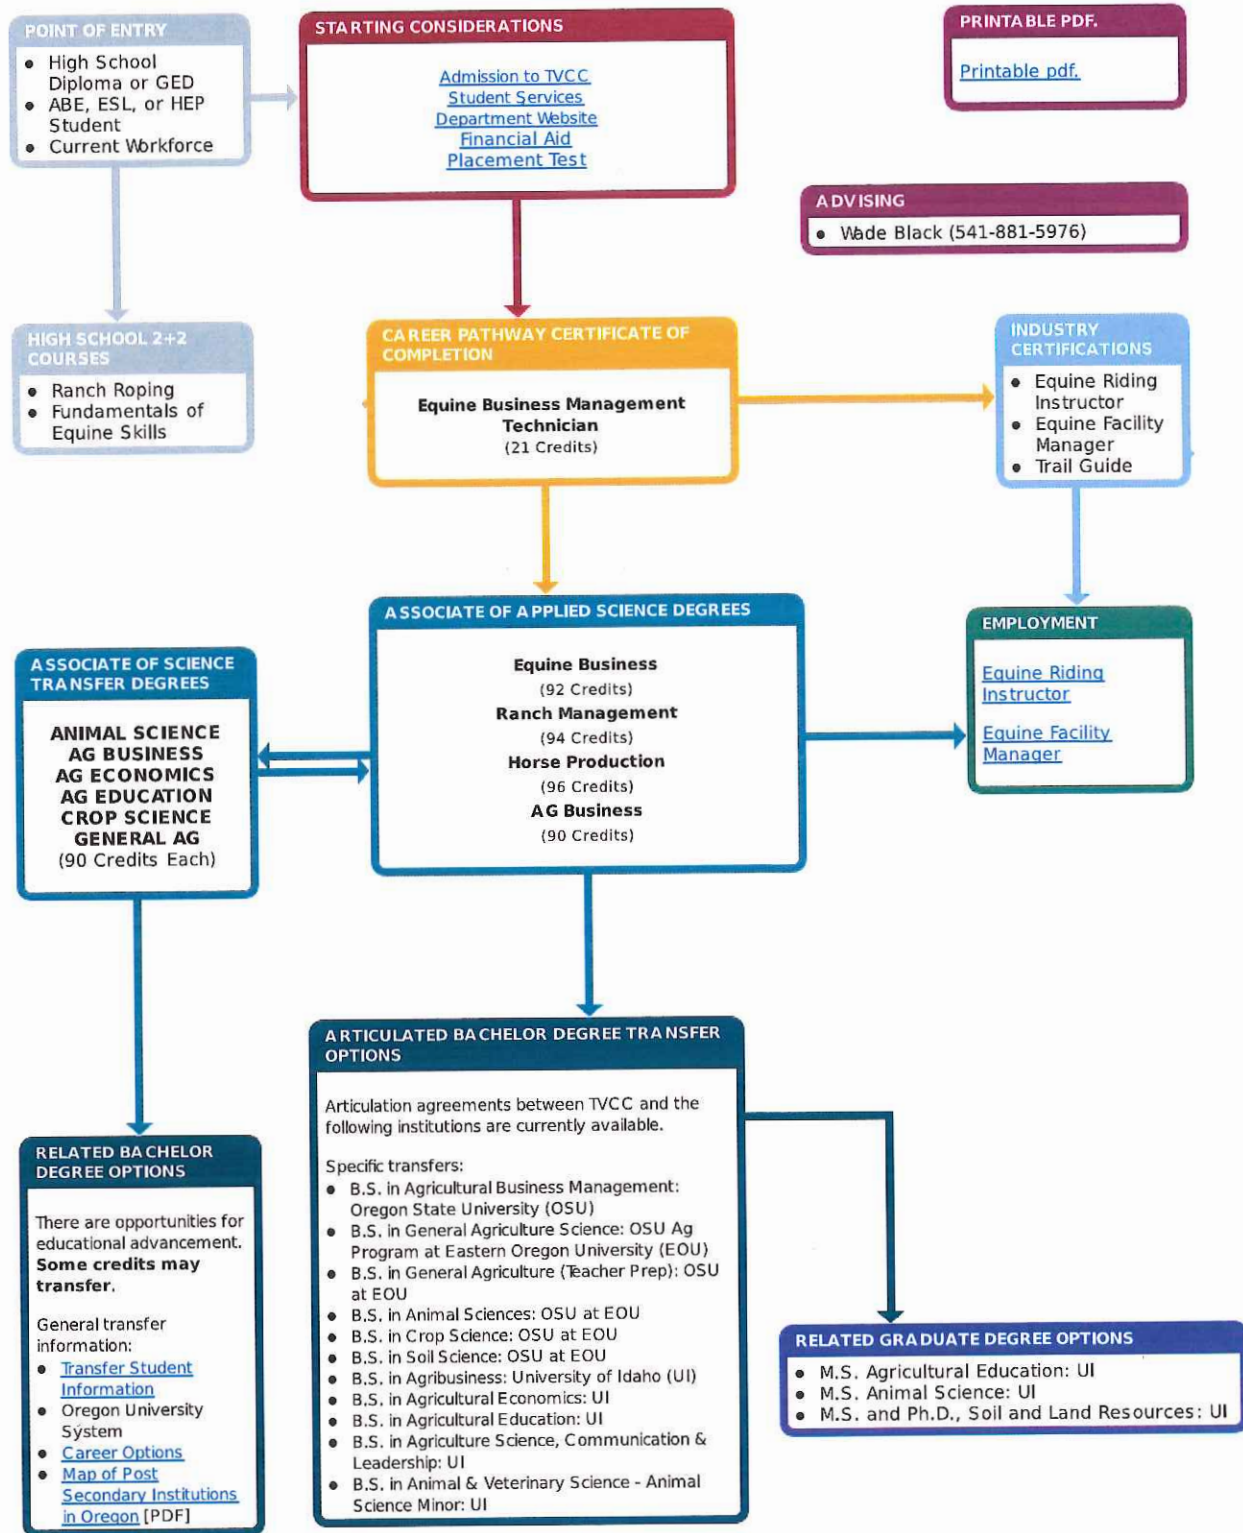 POINT OF ENTRY
• High School
Diploma or GED
• ABE, ESL, or HEP
Student
• Current Workforce
STARTING CONSIDERATIONS
Admission to TVCC
Student Services
Department Website
Financial Aid
Placement Test
PRINTABLE PDF.
Printable pdf.
ADVISING
• Wade Black (541-881-5976)
HIGH SCHOOL 2+2
COURSES
• Ranch Roping
• Fundamentals of
Equine Skills
CAREER PATHWAY CERTIFICATE OF
COMPLETION
Equine Business Management
Technician
(21 Credits)
INDUSTRY
CERTIFICATIONS
• Equine Riding
Instructor
• Equine Facility
Manager
• Trail Guide
ASSOCIATE OF SCIENCE
TRANSFER DEGREES
ANIMAL SCIENCE
AG BUSINESS
AG ECONOMICS
AG EDUCATION
CROP SCIENCE
GENERAL AG
(90 Credits Each)
ASSOCIATE OF APPLIED SCIENCE DEGREES
Equine Business
(92 Credits)
Ranch Management
(94 Credits)
Horse Production
(96 Credits)
AG Business
(90 Credits)
EMPLOYMENT
Equine Riding
Instructor
Equine Facility
Manager
RELATED BACHELOR
DEGREE OPTIONS
There are opportunities for
educational advancement.
Some credits may
transfer.
General transfer
information:
• Transfer Student
Information
• Oregon University
System
• Career Options
• Map of Post
Secondary Institutions
in Oregon [PDF]
ARTICULATED BACHELOR DEGREE TRANSFER
OPTIONS
Articulation agreements between TVCC and the
following institutions are currently available.
Specific transfers:
• B.S. in Agricultural Business Management:
Oregon State University (OSU)
• B.S. in General Agriculture Science: OSU Ag
Program at Eastern Oregon University (EOU)
• B.S. in General Agriculture (Teacher Prep): OSU
at EOU
• B.S. in Animal Sciences: OSU at EOU
• B.S. in Crop Science: OSU at EOU
• B.S. in Soil Science: OSU at EOU
• B.S. in Agribusiness: University of Idaho (UI)
• B.S. in Agricultural Economics: UI
• B.S. in Agricultural Education: UI
• B.S. in Agriculture Science, Communication &
Leadership: UI
• B.S. in Animal & Veterinary Science - Animal
Science Minor: UI
RELATED GRADUATE DEGREE OPTIONS
• M.S. Agricultural Education: UI
• M.S. Animal Science: UI
• M.S. and Ph.D., Soil and Land Resources: UI